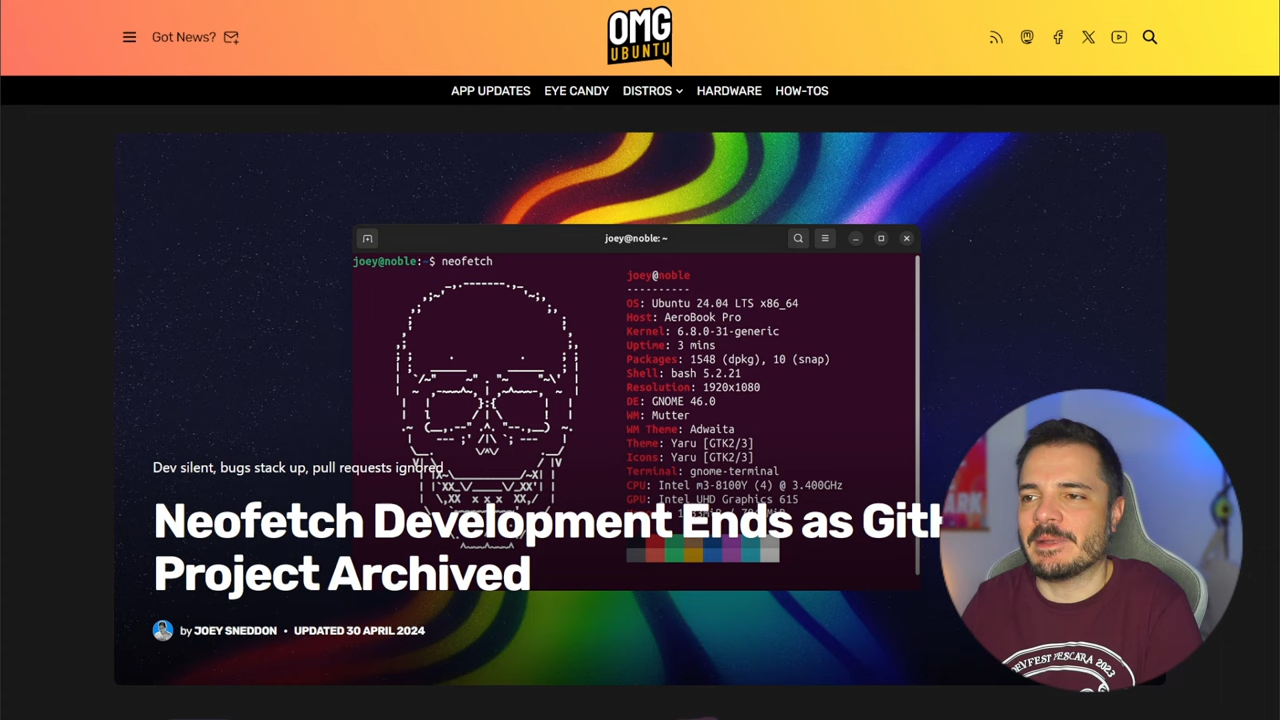 Got News?
OMG
UBUNTU
APP UPDATES EYE CANDY DISTROS HARDWARE HOW-TOS
joey@noble: ~
joey@noble:~$ neofetch
joey@noble
----------
OS: Ubuntu 24.04 LTS x86_64
Host: AeroBook Pro
Kernel: 6.8.0-31-generic
Uptime: 3 mins
Packages: 1548 (dpkg), 10 (snap)
Shell: bash 5.2.21
Resolution: 1920x1080
DE: GNOME 46.0
WM: Mutter
WM Theme: Adwaita
Theme: Yaru [GTK2/3]
Icons: Yaru [GTK2/3]
Terminal: gnome-terminal
CPU: Intel m3-8100Y (4) @ 3.400GHz
GPU: Intel UHD Graphics 615
Dev silent, bugs stack up, pull requests ignored
Neofetch Development Ends as Git
Project Archived
by JOEY SNEDDON • UPDATED 30 APRIL 2024
ARK
DEVFEST PESCARA 2023